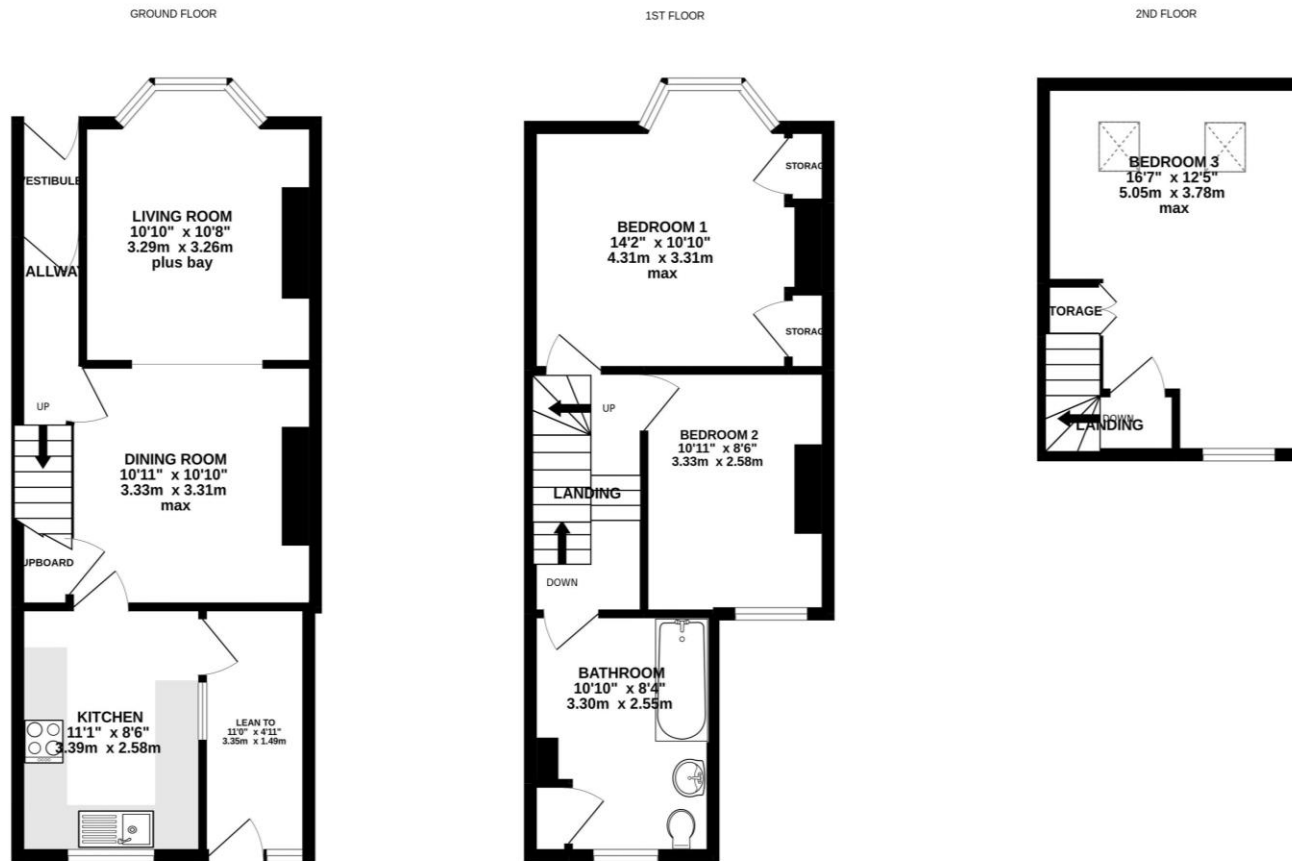 GROUND FLOOR
1ST FLOOR
2ND FLOOR
VESTIBULE
ALLWA
LIVING ROOM
10'10" x 10'8"
3.29m x 3.26m
plus bay
UP
DINING ROOM
10'11" x 10'10"
3.33m x 3.31m
max
UPBOARD
KITCHEN
11'1" x 8'6"
3.39m x 2.58m
LEAN TO
11'0" x 4'11"
3.35m x 1.49m
BEDROOM 1
14'2" x 10'10"
4.31m x 3.31m
max
STORAG
STORAG
UP
BEDROOM 2
10'11" x 8'6"
3.33m x 2.58m
LANDING
DOWN
BATHROOM
10'10" x 8'4"
3.30m x 2.55m
BEDROOM 3
16'7" x 12'5"
5.05m x 3.78m
max
TORAGE
DOWN
LANDING